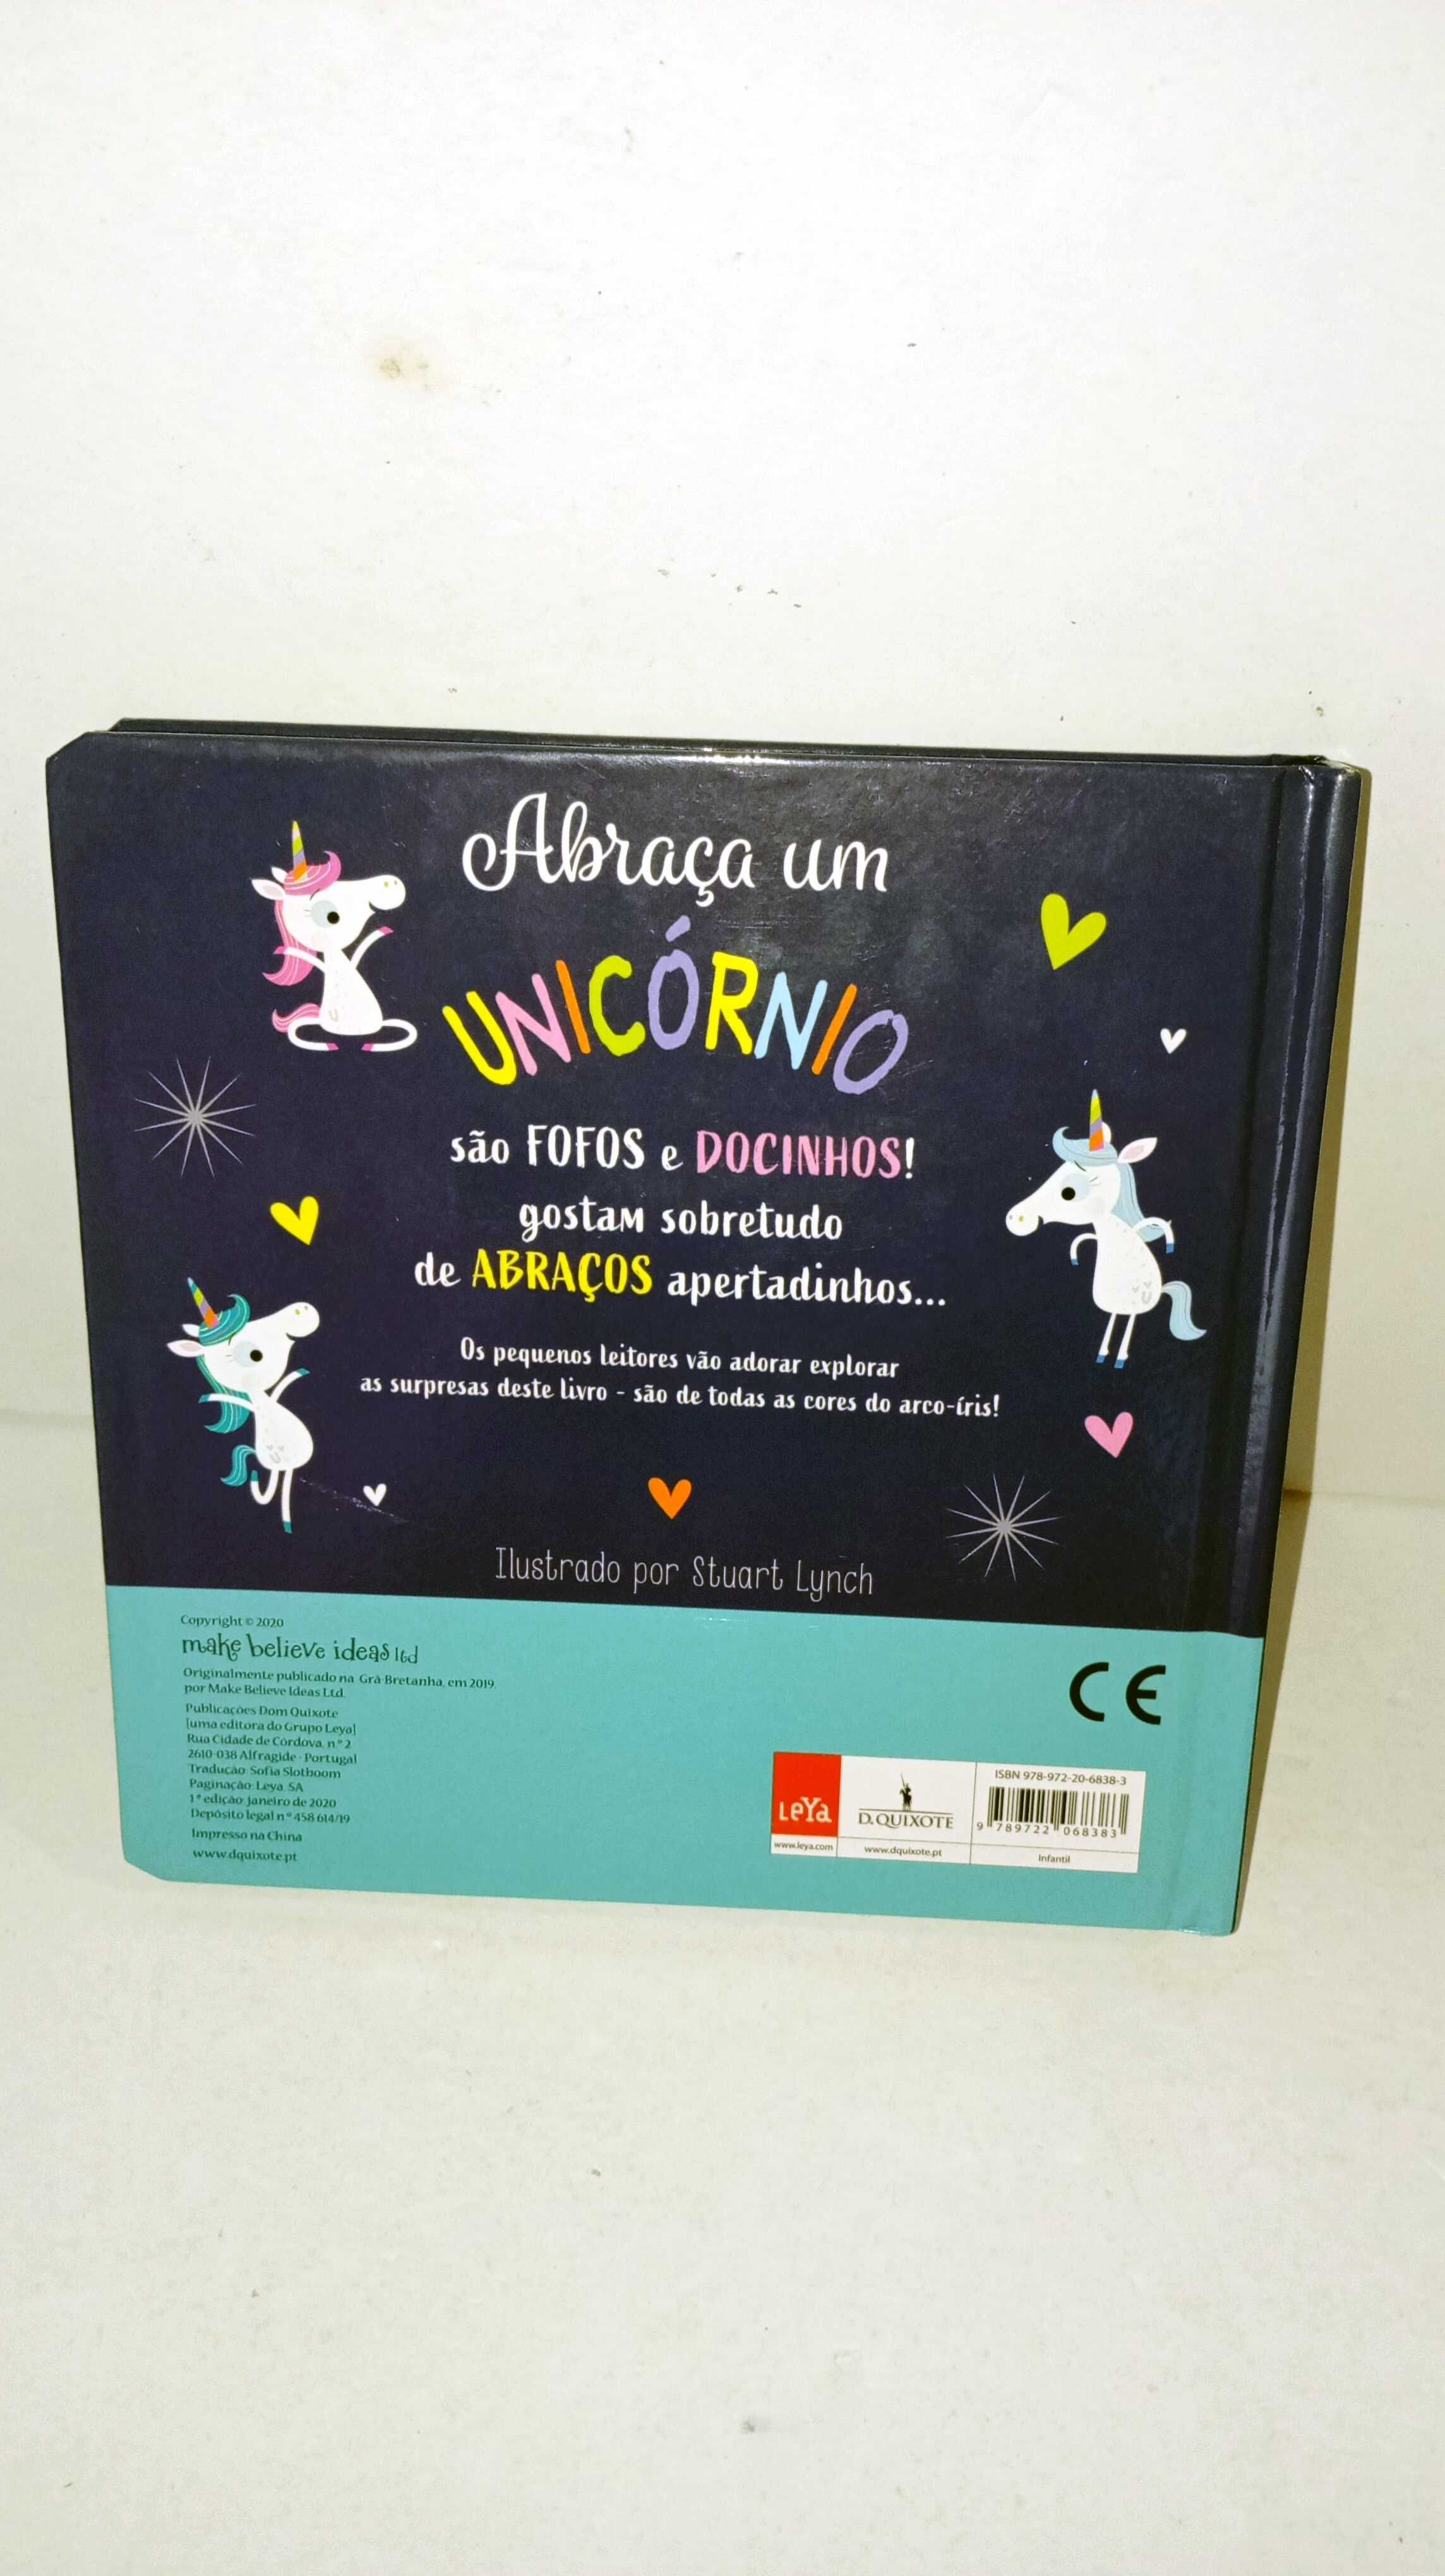 Abraça um
UNICÓRNIO
são FOFOS e DOCINHOS!
gostam sobretudo
de ABRAÇOS apertadinhos...
Os pequenos leitores vão adorar explorar
as surpresas deste livro - são de todas as cores do arco-íris!
Ilustrado por Stuart Lynch
Copyright © 2020
make believe ideas ltd
Originalmente publicado na Grã-Bretanha, em 2019,
por Make Believe Ideas Ltd.
Publicações Dom Quixote
[uma editora do Grupo Leya]
Rua Cidade de Córdova, n.º 2
2610-038 Alfragide · Portugal
Tradução: Sofia Slotboom
Paginação: Leya, SA
1.ª edição: janeiro de 2020
Depósito legal n.º 458 614/19
Impresso na China
www.dquixote.pt
CE
LEYA
www.leya.com
D.QUIXOTE
www.dquixote.pt
ISBN 978-972-20-6838-3
9 789722 068383
Infantil